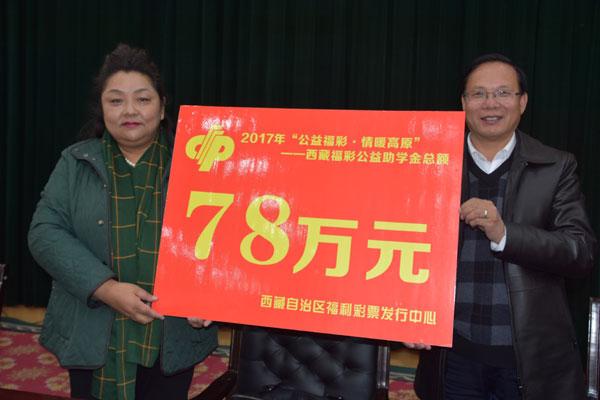 2017年“公益福彩·情暖高原”
——西藏福彩公益助学金总额
78万元
西藏自治区福利彩票发行中心